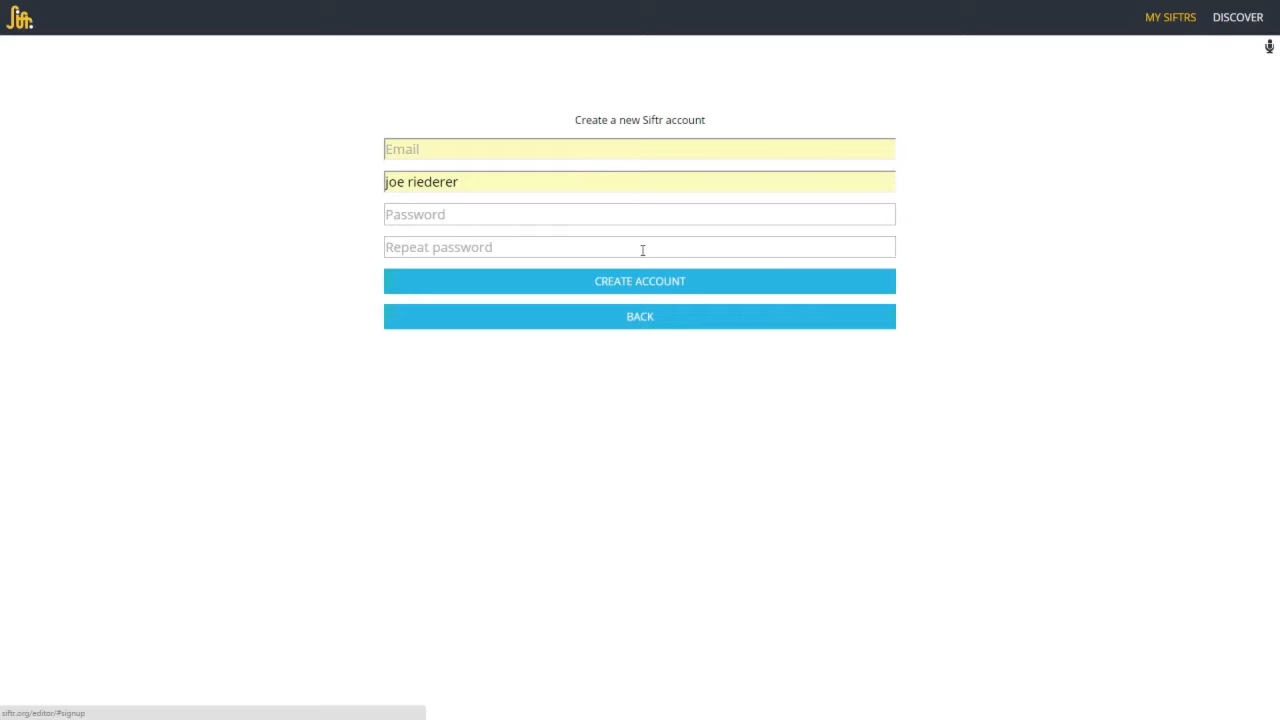 siftr.
MY SIFTRS DISCOVER
Create a new Siftr account
Email
joe riederer
Password
Repeat password
CREATE ACCOUNT
BACK
siftr.org/editor/#signup